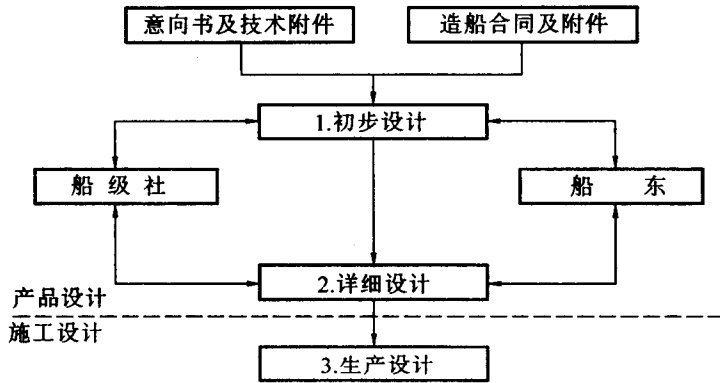 意向书及技术附件
造船合同及附件
1.初步设计
船级社
船东
2.详细设计
产品设计
施工设计
3.生产设计